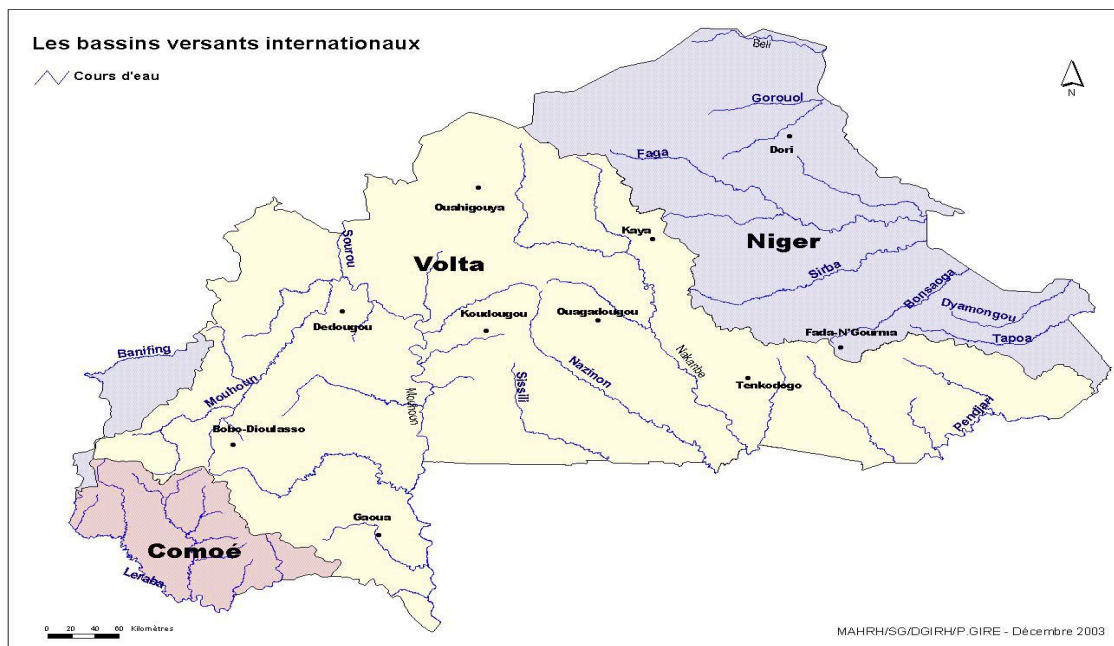 Les bassins versants internationaux
Cours d'eau
N
Beli
Gorouol
Dori
Faga
Ouahigouya
Kaya
Niger
Sourou
Volta
Sirba
Bonsaoga
Dyamongou
Koudougou
Ouagadougou
Dedougou
Fada-N'Gourma
Tapoa
Banifing
Mouhoun
Mouhoun
Sissili
Nazinon
Nakanbe
Tenkodogo
Pendjari
Bobo-Dioulasso
Gaoua
Comoé
Leraba
0 20 40 60 Kilomètres
MAHRH/SG/DGIRH/P.GIRE - Décembre 2003